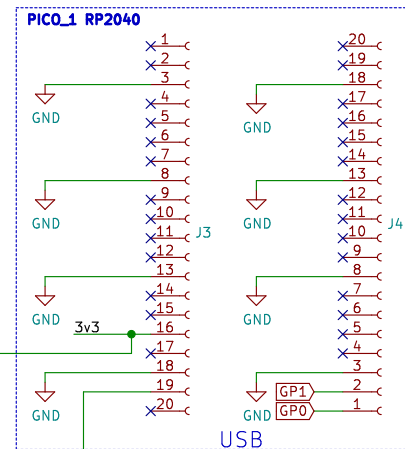 PICO_1 RP2040
1 20
2 19
3 18
GND
4 17
GND
5 16
6 15
7 14
8 13
9 12
GND GND
10 11
J3 J4
11 10
12 9
13 8
14 7
GND GND
15 6
3v3
16 5
17 4
18 3
19 GP1 2
GND GND
20 GP0 1
USB